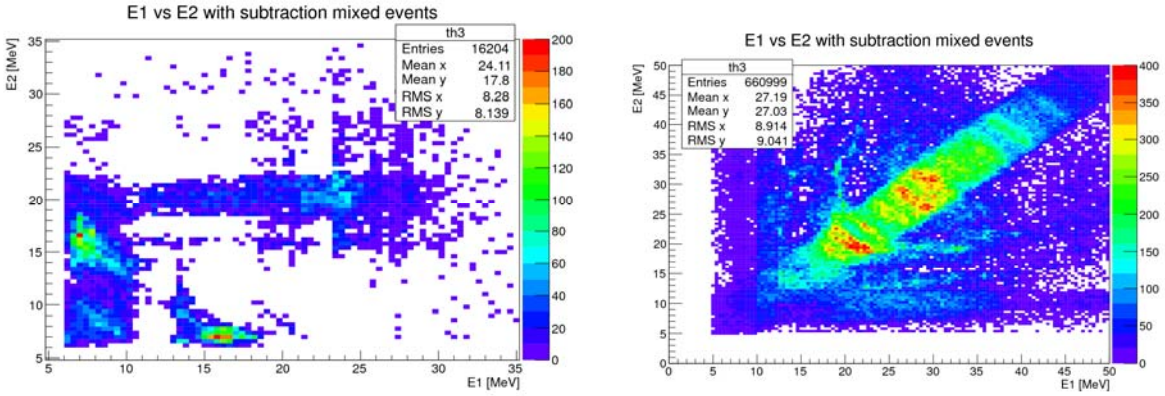 E1 vs E2 with subtraction mixed events
E2 [MeV]
35
30
25
20
15
10
5
5 10 15 20 25 30 35
E1 [MeV]
th3
Entries 16204
Mean x 24.11
Mean y 17.8
RMS x 8.28
RMS y 8.139
200
180
160
140
120
100
80
60
40
20
0
E1 vs E2 with subtraction mixed events
E2 [MeV]
50
45
40
35
30
25
20
15
10
5
0
0 5 10 15 20 25 30 35 40 45 50
E1 [MeV]
th3
Entries 660999
Mean x 27.19
Mean y 27.03
RMS x 8.914
RMS y 9.041
400
350
300
250
200
150
100
50
0